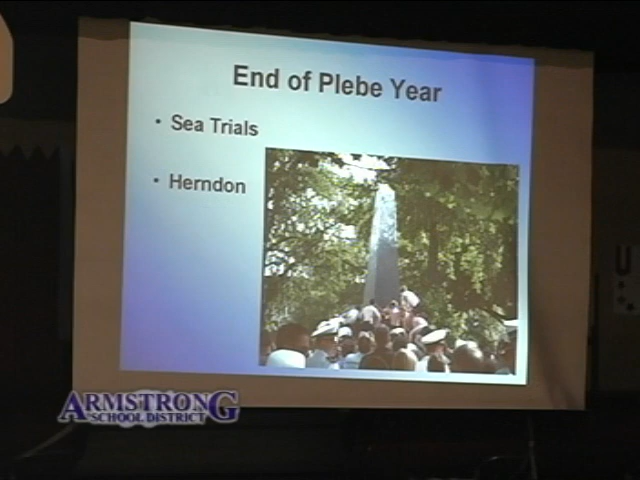 End of Plebe Year
• Sea Trials
• Herndon
U
ARMSTRONG
SCHOOL DISTRICT